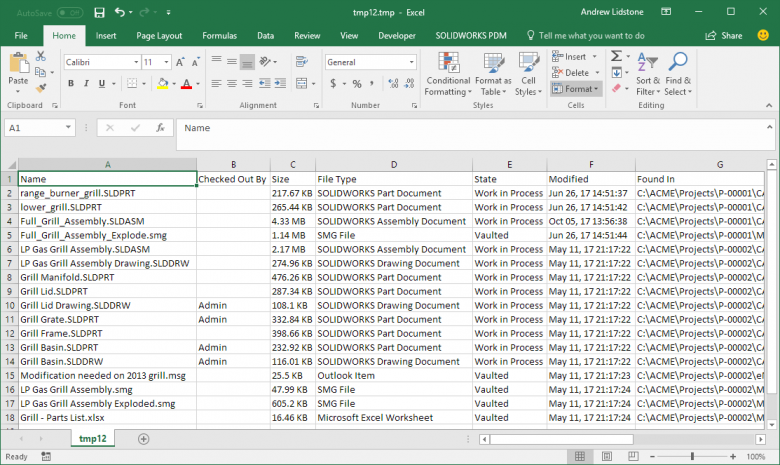 AutoSave Off tmp12.tmp - Excel Andrew Lidstone
File Home Insert Page Layout Formulas Data Review View Developer SOLIDWORKS PDM Tell me what you want to do Share
Paste Calibri 11 General Conditional Formatting Format as Table Cell Styles Insert Delete Format Sort & Filter Find & Select
Clipboard Font Alignment Number Styles Cells Editing
A1 fx Name
A B C D E F G
1 Name Checked Out By Size File Type State Modified Found In
2 range_burner_grill.SLDPRT 217.67 KB SOLIDWORKS Part Document Work in Process Jun 26, 17 14:51:37 C:\ACME\Projects\P-00001\CA
3 lower_grill.SLDPRT 265.44 KB SOLIDWORKS Part Document Work in Process Jun 26, 17 13:51:42 C:\ACME\Projects\P-00001\CA
4 Full_Grill_Assembly.SLDASM 4.33 MB SOLIDWORKS Assembly Document Work in Process Oct 05, 17 13:56:38 C:\ACME\Projects\P-00001\CA
5 Full_Grill_Assembly_Explode.smg 1.14 MB SMG File Vaulted Jun 26, 17 14:51:44 C:\ACME\Projects\P-00001\M
6 LP Gas Grill Assembly.SLDASM 2.17 MB SOLIDWORKS Assembly Document Work in Process May 11, 17 21:17:22 C:\ACME\Projects\P-00002\CA
7 LP Gas Grill Assembly Drawing.SLDDRW 274.96 KB SOLIDWORKS Drawing Document Work in Process May 11, 17 21:17:22 C:\ACME\Projects\P-00002\CA
8 Grill Manifold.SLDPRT 476.26 KB SOLIDWORKS Part Document Work in Process May 11, 17 21:17:22 C:\ACME\Projects\P-00002\CA
9 Grill Lid.SLDPRT 287.34 KB SOLIDWORKS Part Document Work in Process May 11, 17 21:17:22 C:\ACME\Projects\P-00002\CA
10 Grill Lid Drawing.SLDDRW Admin 108.1 KB SOLIDWORKS Drawing Document Work in Process May 11, 17 21:17:22 C:\ACME\Projects\P-00002\CA
11 Grill Grate.SLDPRT Admin 332.84 KB SOLIDWORKS Part Document Work in Process May 11, 17 21:17:22 C:\ACME\Projects\P-00002\CA
12 Grill Frame.SLDPRT 398.66 KB SOLIDWORKS Part Document Work in Process May 11, 17 21:17:22 C:\ACME\Projects\P-00002\CA
13 Grill Basin.SLDPRT Admin 232.92 KB SOLIDWORKS Part Document Work in Process May 11, 17 21:17:22 C:\ACME\Projects\P-00002\CA
14 Grill Basin.SLDDRW Admin 116.01 KB SOLIDWORKS Drawing Document Work in Process May 11, 17 21:17:22 C:\ACME\Projects\P-00002\CA
15 Modification needed on 2013 grill.msg 25.5 KB Outlook Item Vaulted May 11, 17 21:17:23 C:\ACME\Projects\P-00002\eM
16 LP Gas Grill Assembly.smg 47.99 KB SMG File Vaulted May 11, 17 21:17:24 C:\ACME\Projects\P-00002\M
17 LP Gas Grill Assembly Exploded.smg 605.2 KB SMG File Vaulted May 11, 17 21:17:24 C:\ACME\Projects\P-00002\M
18 Grill - Parts List.xlsx 16.46 KB Microsoft Excel Worksheet Vaulted May 11, 17 21:17:24 C:\ACME\Projects\P-00002\M
tmp12
Ready 100%